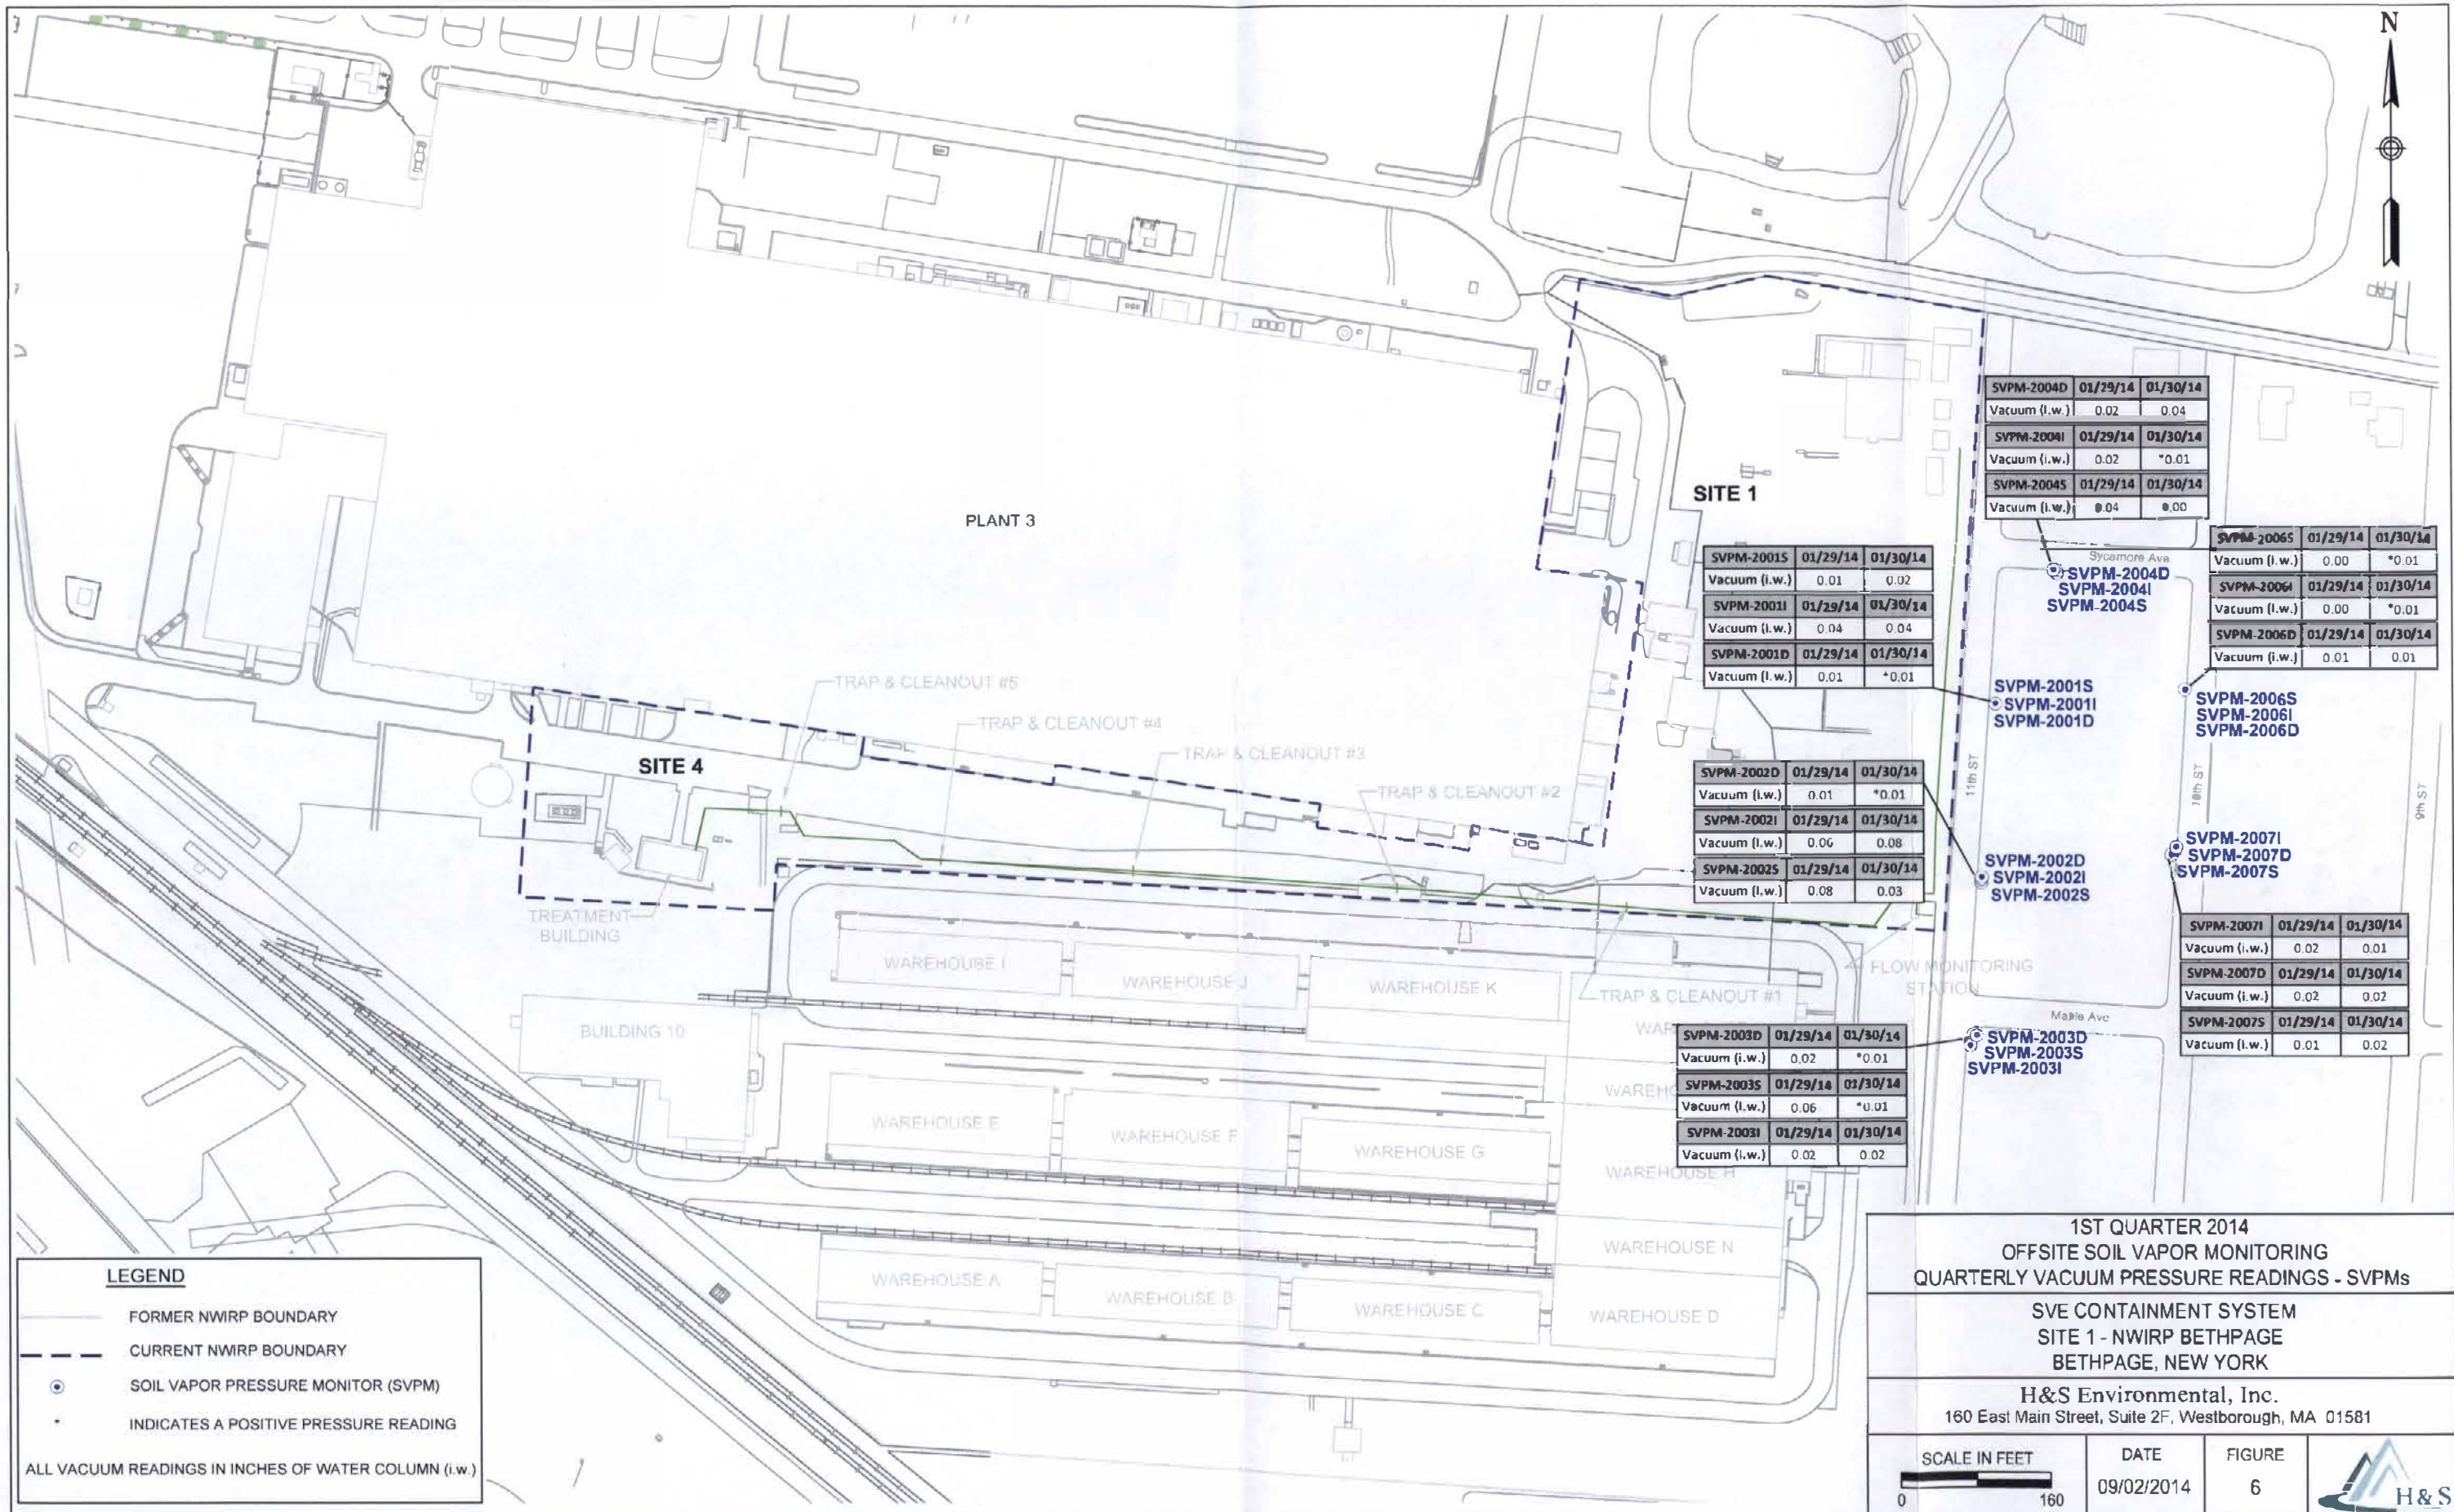 N
PLANT 3
SITE 1
SITE 4
TRAP & CLEANOUT #5
TRAP & CLEANOUT #4
TRAP & CLEANOUT #3
TRAP & CLEANOUT #2
TRAP & CLEANOUT #1
TREATMENT
BUILDING
FLOW MONITORING
STATION
BUILDING 10
WAREHOUSE I
WAREHOUSE J
WAREHOUSE K
WAREHOUSE E
WAREHOUSE F
WAREHOUSE G
WAREHOUSE H
WAREHOUSE N
WAREHOUSE A
WAREHOUSE B
WAREHOUSE C
WAREHOUSE D
SVPM-2004D 01/29/14 01/30/14
Vacuum (i.w.) 0.02 0.04
SVPM-2004I 01/29/14 01/30/14
Vacuum (i.w.) 0.02 *0.01
SVPM-2004S 01/29/14 01/30/14
Vacuum (i.w.) 0.04 0.00
SVPM-2006S 01/29/14 01/30/14
Vacuum (i.w.) 0.00 *0.01
SVPM-2006I 01/29/14 01/30/14
Vacuum (i.w.) 0.00 *0.01
SVPM-2006D 01/29/14 01/30/14
Vacuum (i.w.) 0.01 0.01
SVPM-2001S 01/29/14 01/30/14
Vacuum (i.w.) 0.01 0.02
SVPM-2001I 01/29/14 01/30/14
Vacuum (i.w.) 0.04 0.04
SVPM-2001D 01/29/14 01/30/14
Vacuum (i.w.) 0.01 *0.01
SVPM-2002D 01/29/14 01/30/14
Vacuum (i.w.) 0.01 *0.01
SVPM-2002I 01/29/14 01/30/14
Vacuum (i.w.) 0.06 0.08
SVPM-2002S 01/29/14 01/30/14
Vacuum (i.w.) 0.08 0.03
SVPM-2007I 01/29/14 01/30/14
Vacuum (i.w.) 0.02 0.01
SVPM-2007D 01/29/14 01/30/14
Vacuum (i.w.) 0.02 0.02
SVPM-2007S 01/29/14 01/30/14
Vacuum (i.w.) 0.01 0.02
SVPM-2003D 01/29/14 01/30/14
Vacuum (i.w.) 0.02 *0.01
SVPM-2003S 01/29/14 01/30/14
Vacuum (i.w.) 0.06 *0.01
SVPM-2003I 01/29/14 01/30/14
Vacuum (i.w.) 0.02 0.02
Sycamore Ave
SVPM-2004D
SVPM-2004I
SVPM-2004S
SVPM-2001S
SVPM-2001I
SVPM-2001D
SVPM-2006S
SVPM-2006I
SVPM-2006D
11th ST
10th ST
9th ST
SVPM-2002D
SVPM-2002I
SVPM-2002S
SVPM-2007I
SVPM-2007D
SVPM-2007S
Maple Ave
SVPM-2003D
SVPM-2003S
SVPM-2003I
LEGEND
FORMER NWIRP BOUNDARY
CURRENT NWIRP BOUNDARY
SOIL VAPOR PRESSURE MONITOR (SVPM)
* INDICATES A POSITIVE PRESSURE READING
ALL VACUUM READINGS IN INCHES OF WATER COLUMN (i.w.)
1ST QUARTER 2014
OFFSITE SOIL VAPOR MONITORING
QUARTERLY VACUUM PRESSURE READINGS - SVPMs
SVE CONTAINMENT SYSTEM
SITE 1 - NWIRP BETHPAGE
BETHPAGE, NEW YORK
H&S Environmental, Inc.
160 East Main Street, Suite 2F, Westborough, MA 01581
SCALE IN FEET
0 160
DATE
09/02/2014
FIGURE
6
H&S